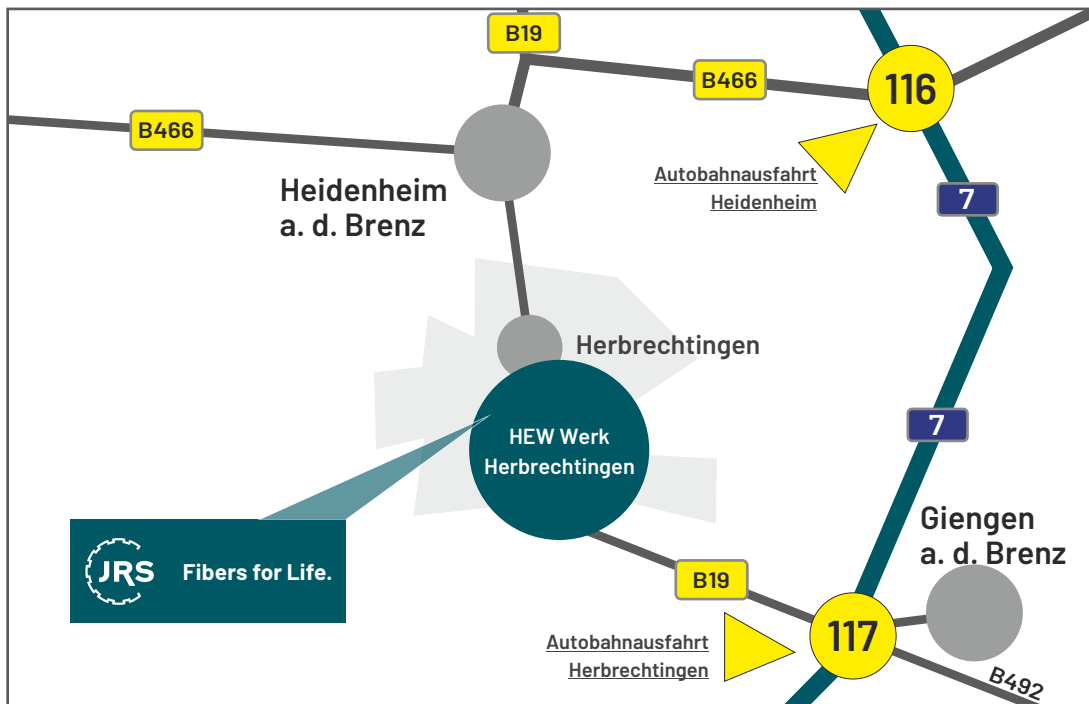 B19
B466
116
B466
Autobahnausfahrt
Heidenheim
7
Heidenheim
a. d. Brenz
Herbrechtingen
7
HEW Werk
Herbrechtingen
Giengen
a. d. Brenz
JRS
Fibers for Life.
B19
117
Autobahnausfahrt
Herbrechtingen
B492